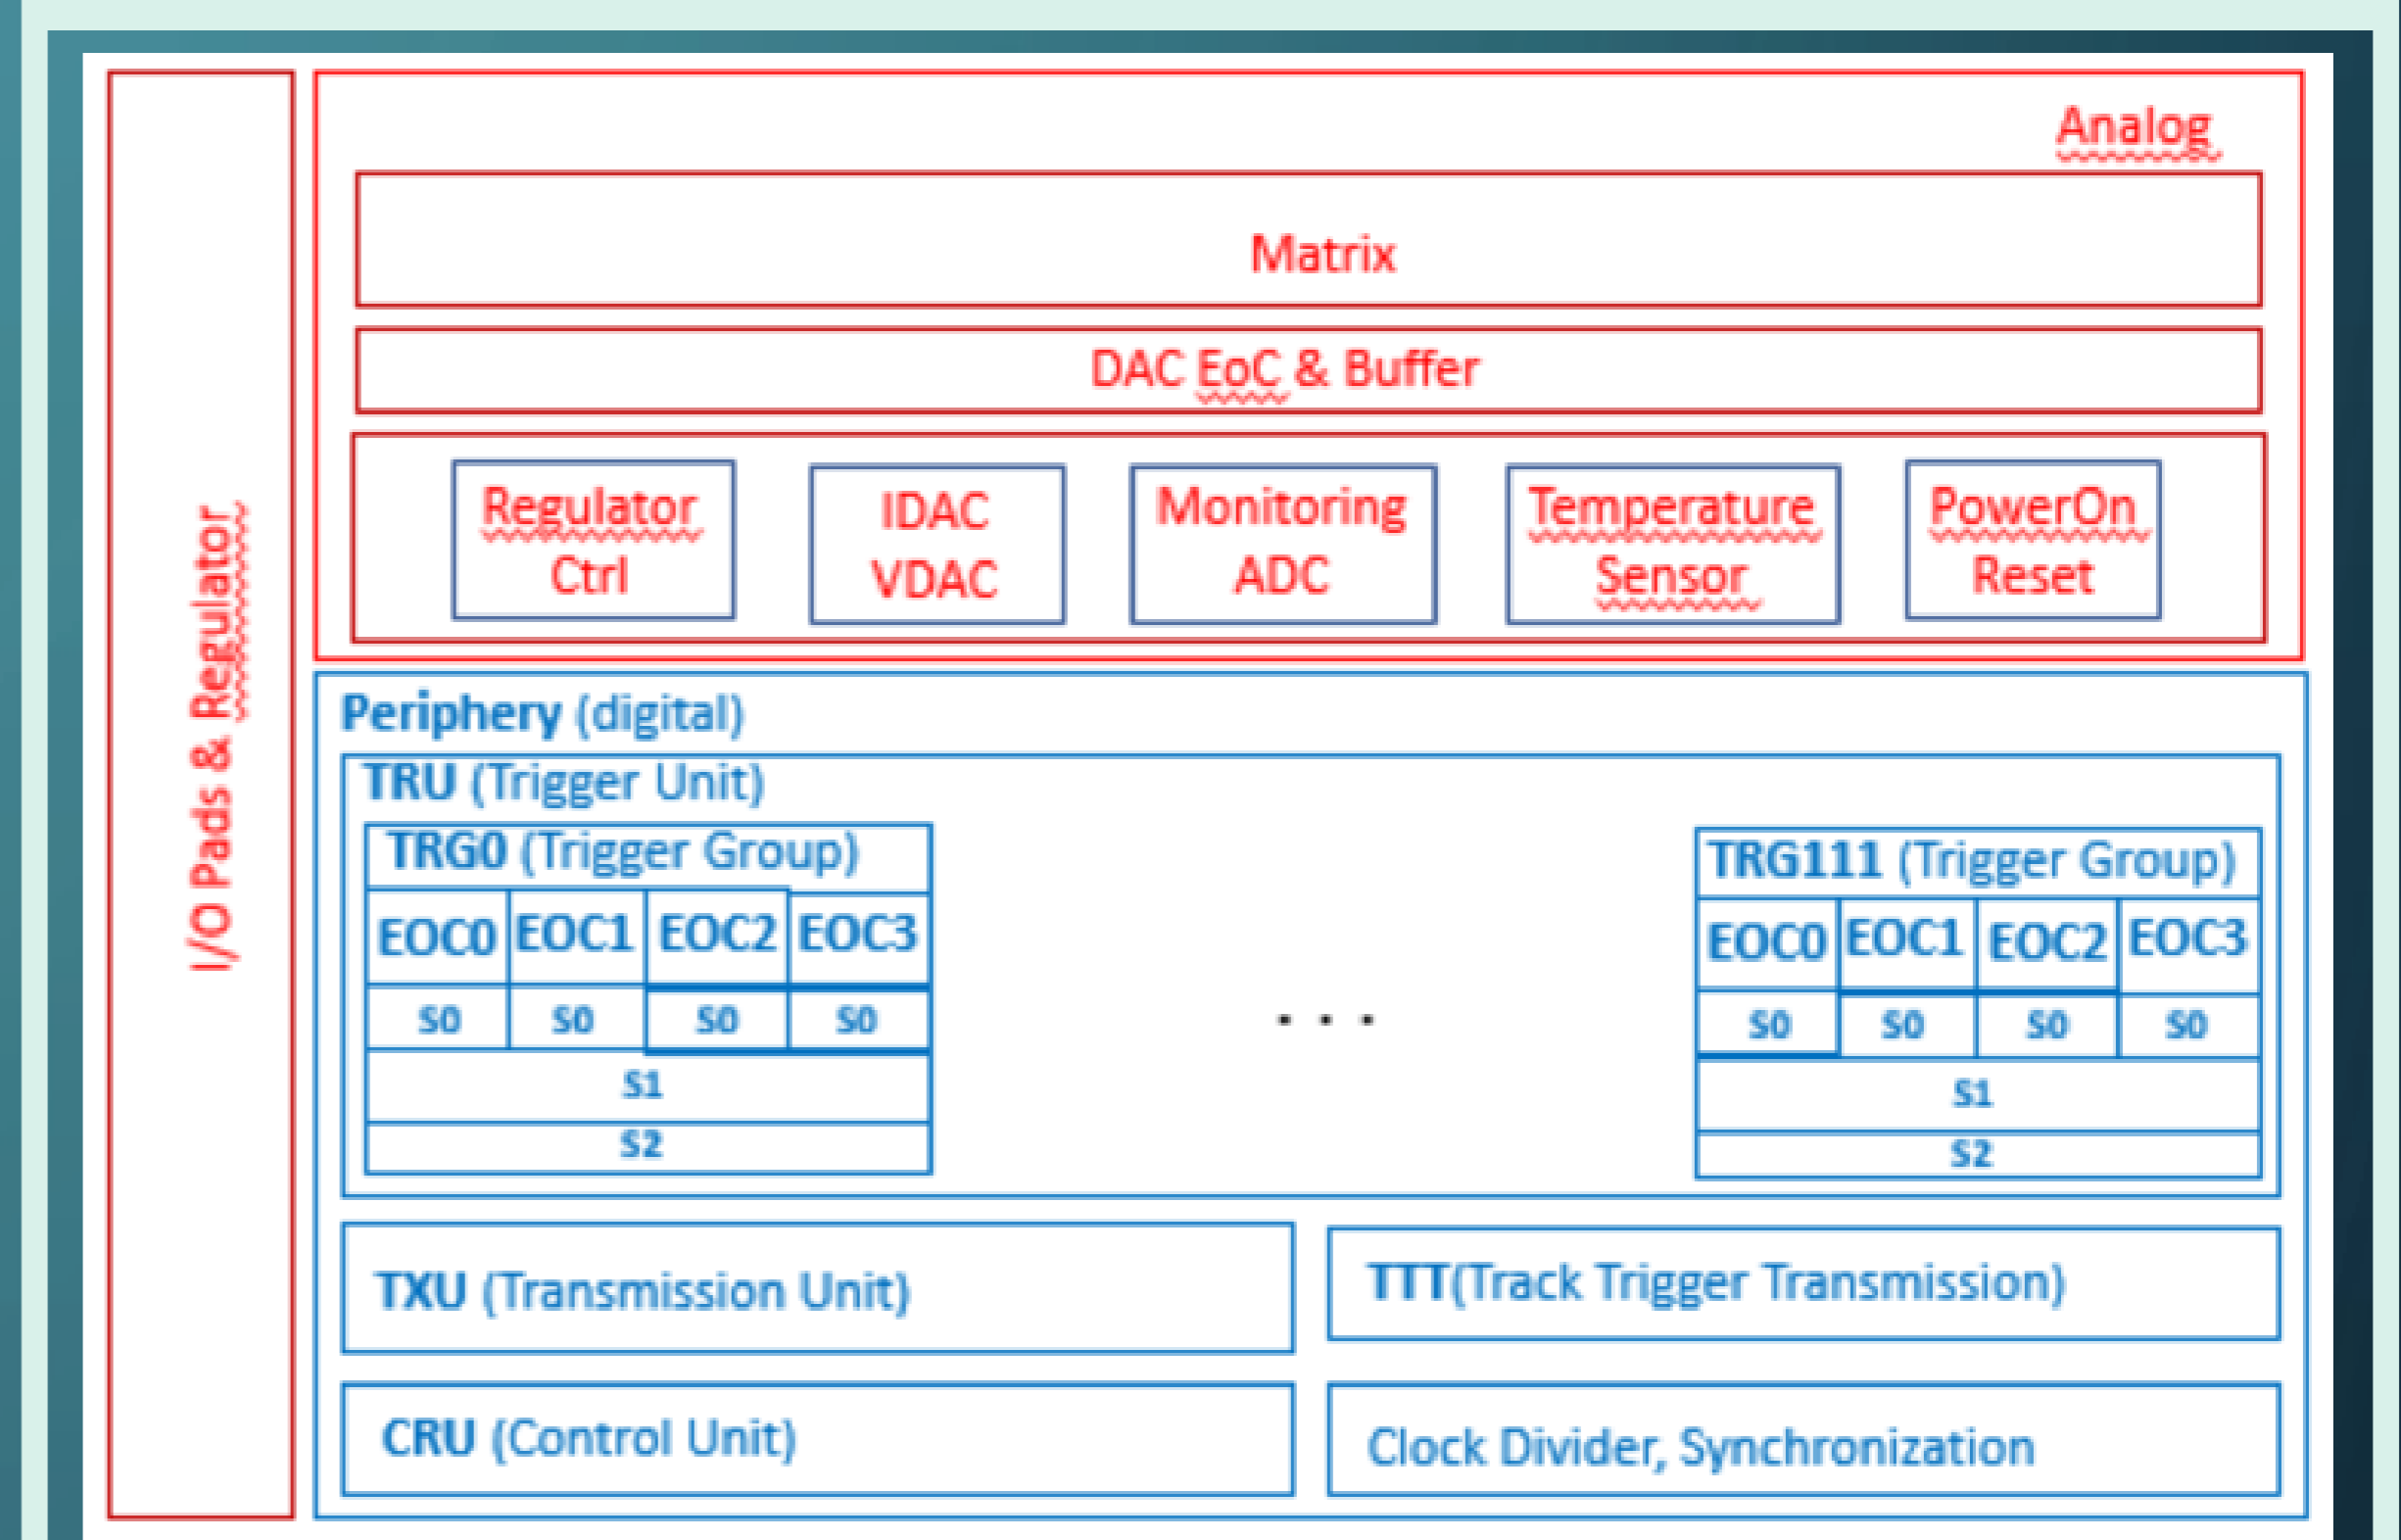 I/O Pads & Regulator
Analog
Matrix
DAC EoC & Buffer
Regulator
Ctrl
IDAC
VDAC
Monitoring
ADC
Temperature
Sensor
PowerOn
Reset
Periphery (digital)
TRU (Trigger Unit)
TRG0 (Trigger Group)
EOC0 EOC1 EOC2 EOC3
S0 S0 S0 S0
S1
S2
. . .
TRG111 (Trigger Group)
EOC0 EOC1 EOC2 EOC3
S0 S0 S0 S0
S1
S2
TXU (Transmission Unit)
TTT(Track Trigger Transmission)
CRU (Control Unit)
Clock Divider, Synchronization